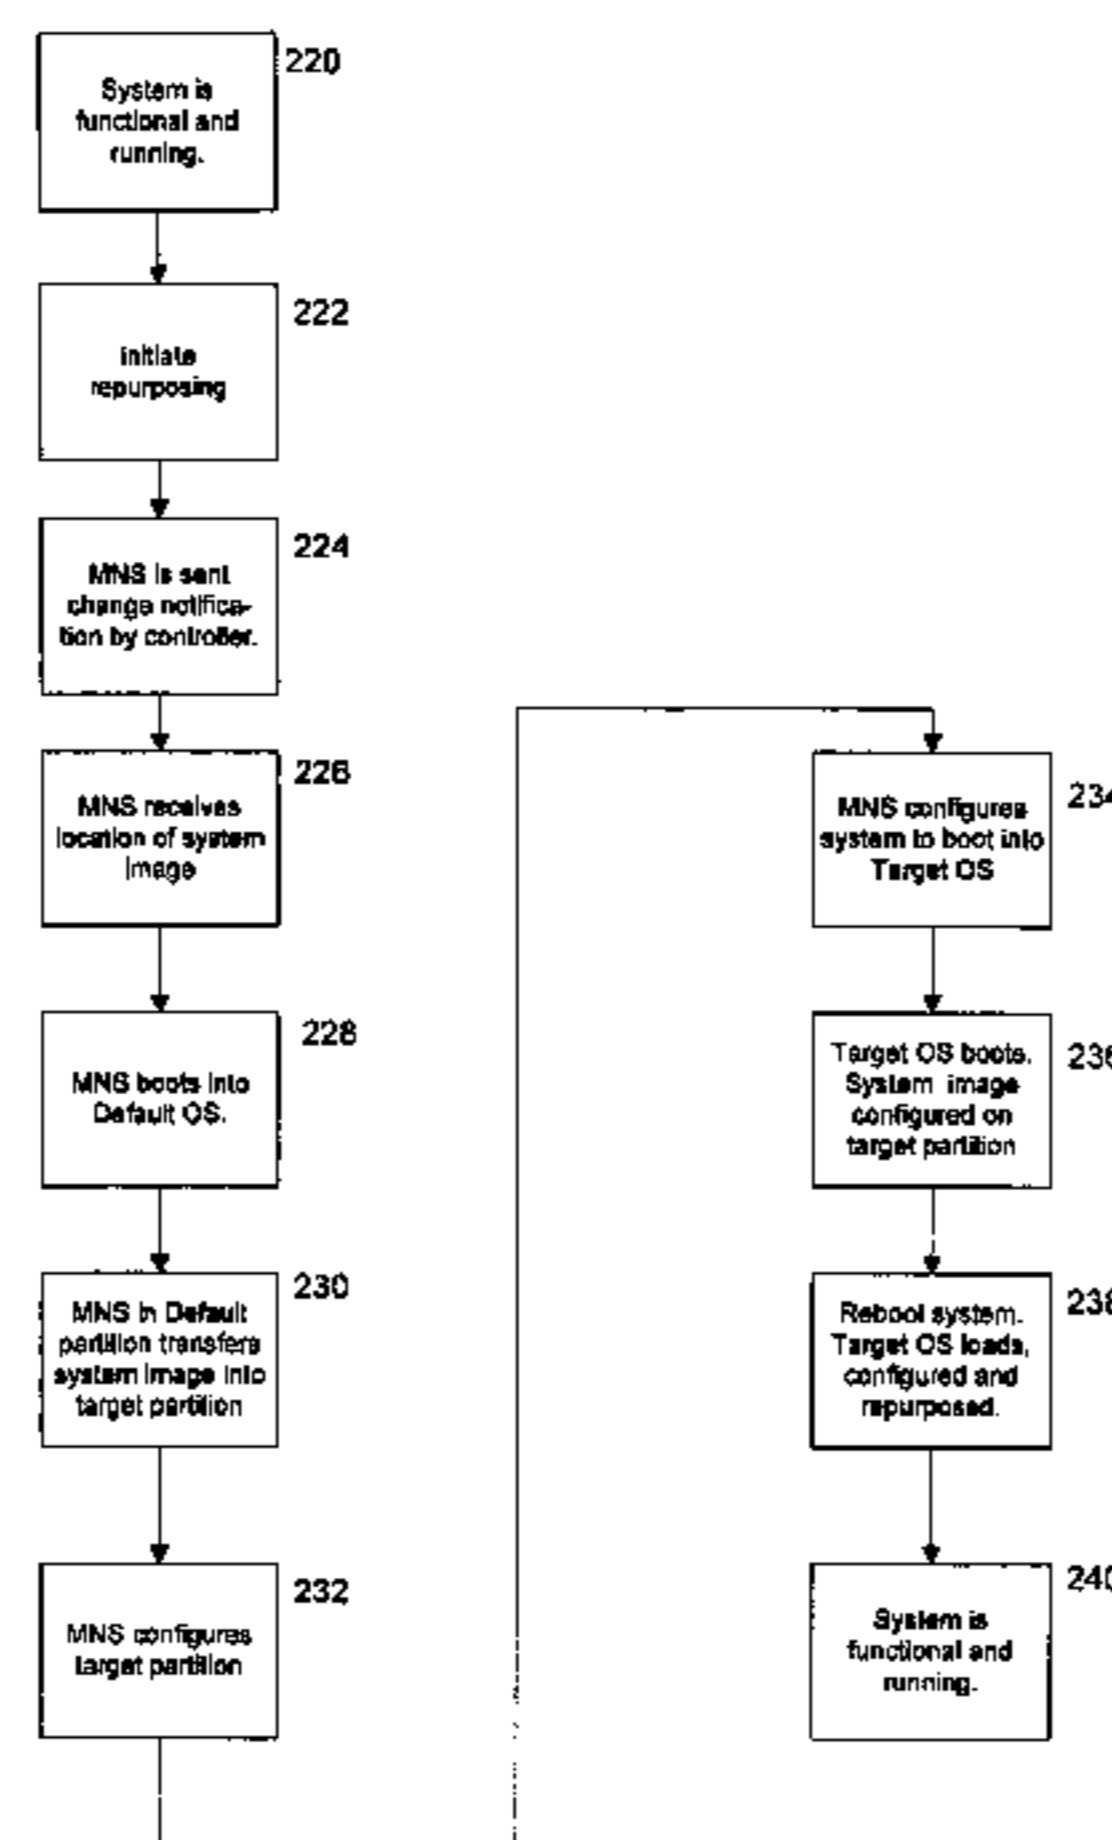 System is
functional and
running.
220
Initiate
repurposing
222
MNS is sent
change notifica-
tion by controller.
224
MNS receives
location of system
image
226
MNS boots into
Default OS.
228
MNS in Default
partition transfers
system image into
target partition
230
MNS configures
target partition
232
MNS configures
system to boot into
Target OS
234
Target OS boots.
System image
configured on
target partition
236
Reboot system.
Target OS loads,
configured and
repurposed.
238
System is
functional and
running.
240